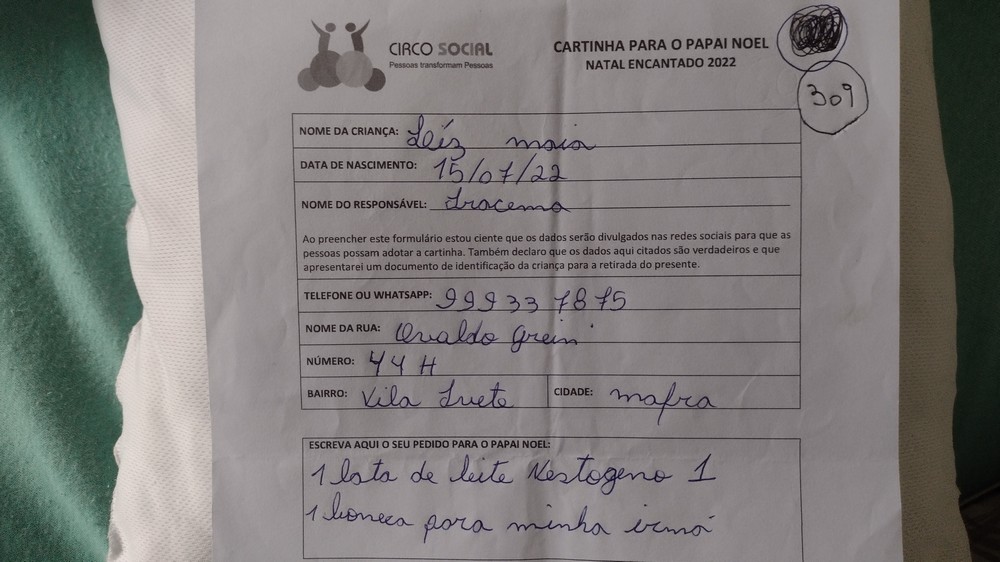 CIRCO SOCIAL
Pessoas transformam Pessoas
CARTINHA PARA O PAPAI NOEL
NATAL ENCANTADO 2022
309
NOME DA CRIANÇA: maia
DATA DE NASCIMENTO: 15/07/22
NOME DO RESPONSÁVEL: Iracema
Ao preencher este formulário estou ciente que os dados serão divulgados nas redes sociais para que as
pessoas possam adotar a cartinha. Também declaro que os dados aqui citados são verdadeiros e que
apresentarei um documento de identificação da criança para a retirada do presente.
TELEFONE OU WHATSAPP: 99933 7875
NOME DA RUA: Ovaldo Grein
NÚMERO: 44 H
BAIRRO: Vila Ivete CIDADE: mafra
ESCREVA AQUI O SEU PEDIDO PARA O PAPAI NOEL:
1 lata de leite Nestogeno 1
1 boneca para minha irmã